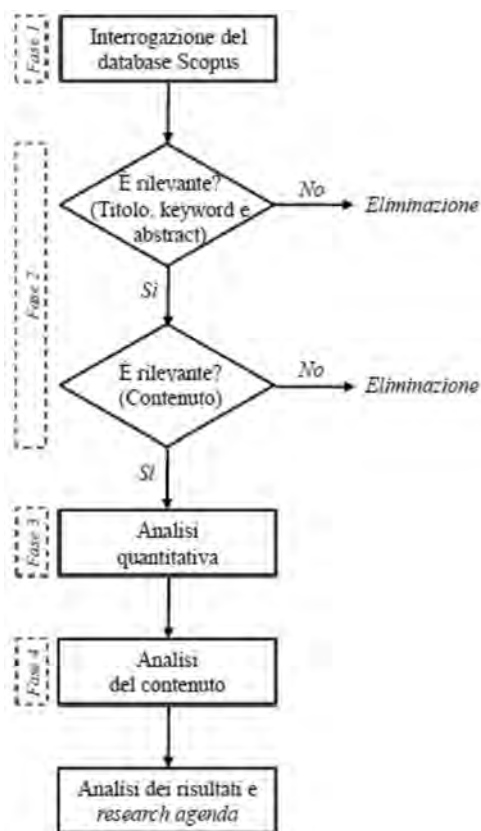 Fase 1
Interrogazione del
database Scopus
Fase 2
È rilevante?
(Titolo, keyword e
abstract)
No
Eliminazione
Sì
È rilevante?
(Contenuto)
No
Eliminazione
Sì
Fase 3
Analisi
quantitativa
Fase 4
Analisi
del contenuto
Analisi dei risultati e
research agenda